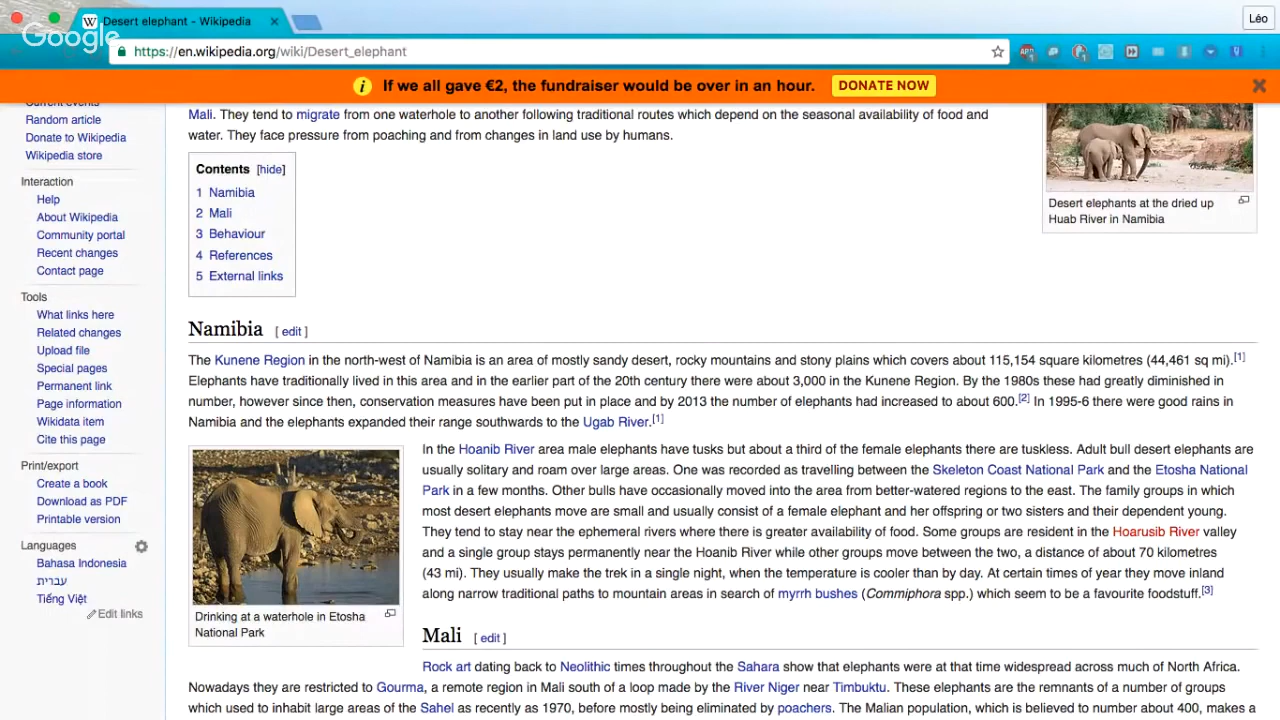 Desert elephant - Wikipedia
Léo
Google
https://en.wikipedia.org/wiki/Desert_elephant
If we all gave €2, the fundraiser would be over in an hour. DONATE NOW
Current events
Random article
Donate to Wikipedia
Wikipedia store
Interaction
Help
About Wikipedia
Community portal
Recent changes
Contact page
Tools
What links here
Related changes
Upload file
Special pages
Permanent link
Page information
Wikidata item
Cite this page
Print/export
Create a book
Download as PDF
Printable version
Languages
Bahasa Indonesia
עברית
Tiếng Việt
Edit links
Mali. They tend to migrate from one waterhole to another following traditional routes which depend on the seasonal availability of food and
water. They face pressure from poaching and from changes in land use by humans.
Contents [hide]
1 Namibia
2 Mali
3 Behaviour
4 References
5 External links
Desert elephants at the dried up
Huab River in Namibia
Namibia [ edit ]
The Kunene Region in the north-west of Namibia is an area of mostly sandy desert, rocky mountains and stony plains which covers about 115,154 square kilometres (44,461 sq mi).[1]
Elephants have traditionally lived in this area and in the earlier part of the 20th century there were about 3,000 in the Kunene Region. By the 1980s these had greatly diminished in
number, however since then, conservation measures have been put in place and by 2013 the number of elephants had increased to about 600.[2] In 1995-6 there were good rains in
Namibia and the elephants expanded their range southwards to the Ugab River.[1]
Drinking at a waterhole in Etosha
National Park
In the Hoanib River area male elephants have tusks but about a third of the female elephants there are tuskless. Adult bull desert elephants are
usually solitary and roam over large areas. One was recorded as travelling between the Skeleton Coast National Park and the Etosha National
Park in a few months. Other bulls have occasionally moved into the area from better-watered regions to the east. The family groups in which
most desert elephants move are small and usually consist of a female elephant and her offspring or two sisters and their dependent young.
They tend to stay near the ephemeral rivers where there is greater availability of food. Some groups are resident in the Hoarusib River valley
and a single group stays permanently near the Hoanib River while other groups move between the two, a distance of about 70 kilometres
(43 mi). They usually make the trek in a single night, when the temperature is cooler than by day. At certain times of year they move inland
along narrow traditional paths to mountain areas in search of myrrh bushes (Commiphora spp.) which seem to be a favourite foodstuff.[3]
Mali [ edit ]
Rock art dating back to Neolithic times throughout the Sahara show that elephants were at that time widespread across much of North Africa.
Nowadays they are restricted to Gourma, a remote region in Mali south of a loop made by the River Niger near Timbuktu. These elephants are the remnants of a number of groups
which used to inhabit large areas of the Sahel as recently as 1970, before mostly being eliminated by poachers. The Malian population, which is believed to number about 400, makes a